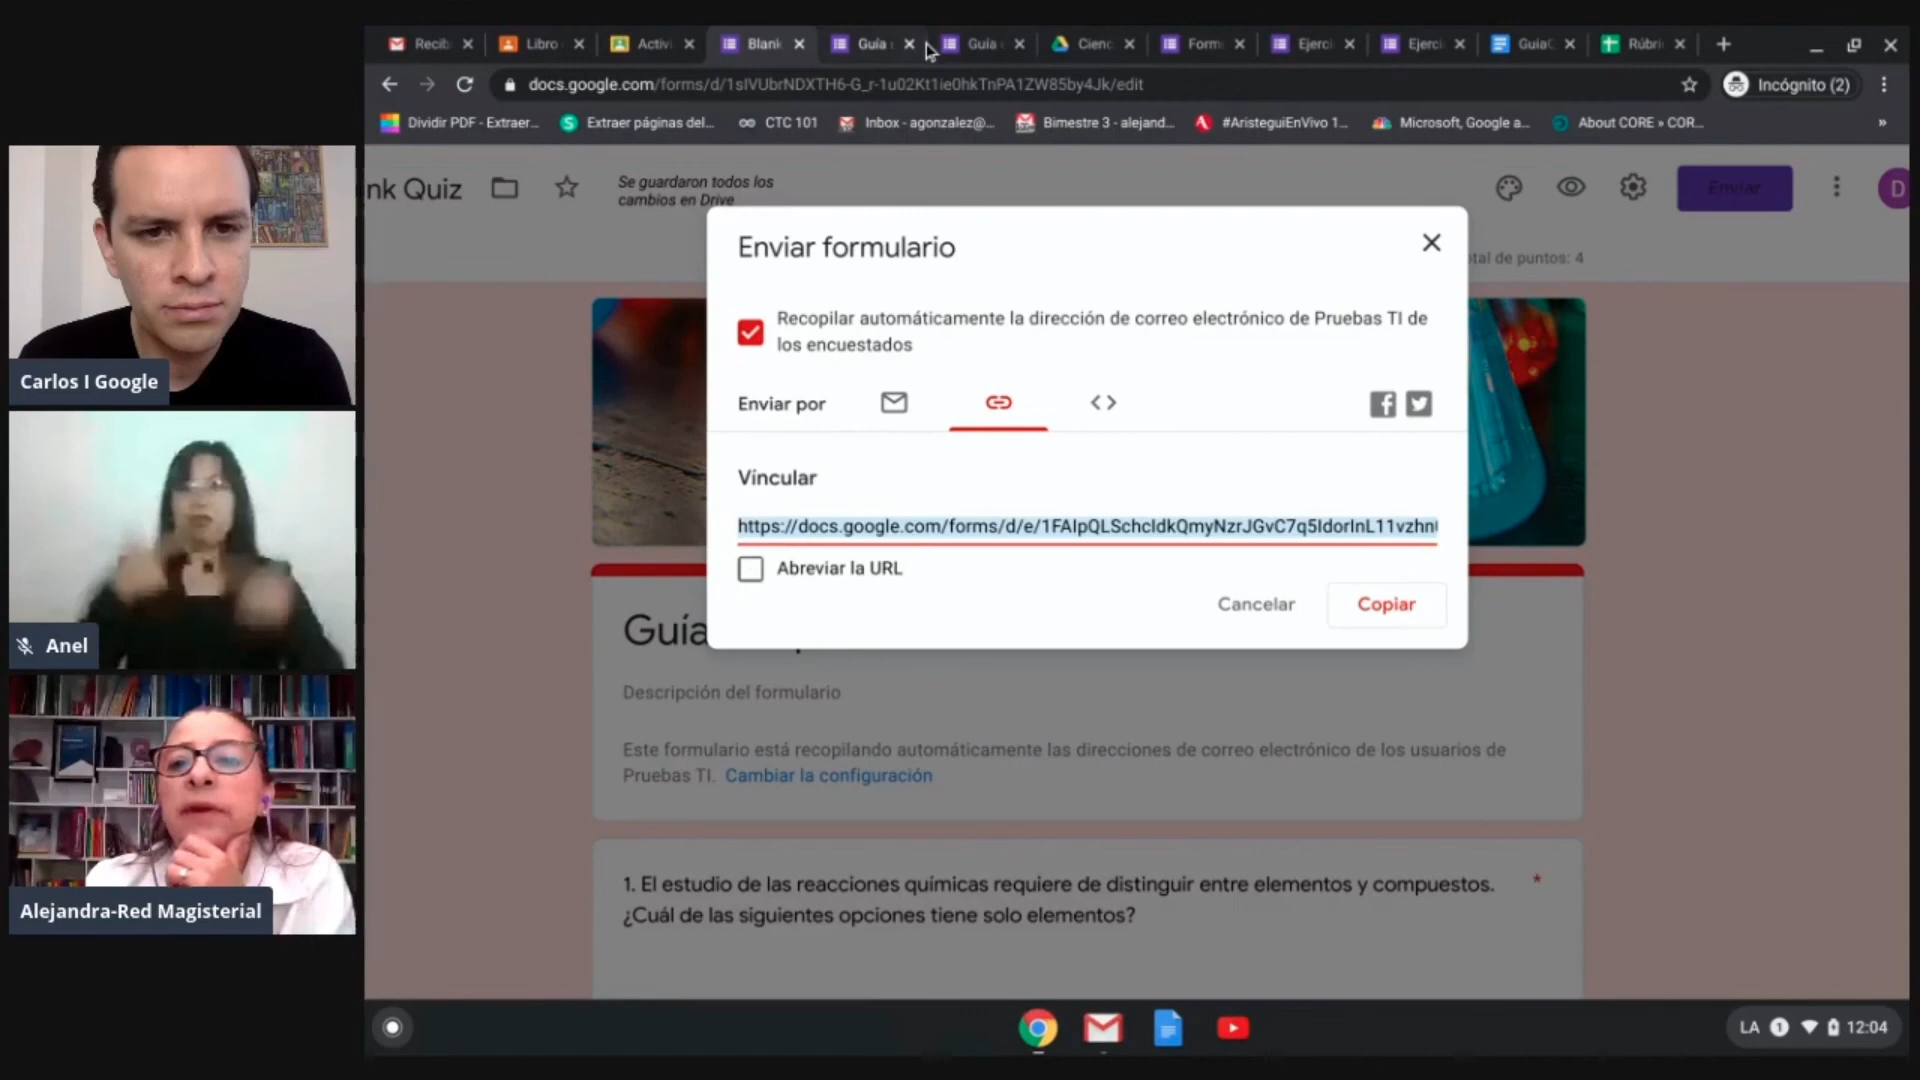 Recib
Libro
Activi
Blank
Guía
Guía
Cienc
Form
Ejerci
Ejerci
GuiaC
Rúbri
docs.google.com/forms/d/1sIVUbrNDXTH6-G_r-1u02Kt1ie0hkTnPA1ZW85by4Jk/edit
Incógnito (2)
Dividir PDF - Extraer...
Extraer páginas del...
CTC 101
Inbox - agonzalez@...
Bimestre 3 - alejand...
#AristeguiEnVivo 1...
Microsoft, Google a...
About CORE » COR...
»
nk Quiz
Se guardaron todos los
cambios en Drive
Enviar
D
Enviar formulario
tal de puntos: 4
Recopilar automáticamente la dirección de correo electrónico de Pruebas TI de
los encuestados
Enviar por
Víncular
https://docs.google.com/forms/d/e/1FAIpQLSchcIdkQmyNzrJGvC7q5IdorInL11vzhn
Abreviar la URL
Cancelar
Copiar
Guía
Descripción del formulario
Este formulario está recopilando automáticamente las direcciones de correo electrónico de los usuarios de
Pruebas TI. Cambiar la configuración
1. El estudio de las reacciones químicas requiere de distinguir entre elementos y compuestos. *
¿Cuál de las siguientes opciones tiene solo elementos?
Carlos I Google
Anel
Alejandra-Red Magisterial
LA 1 12:04